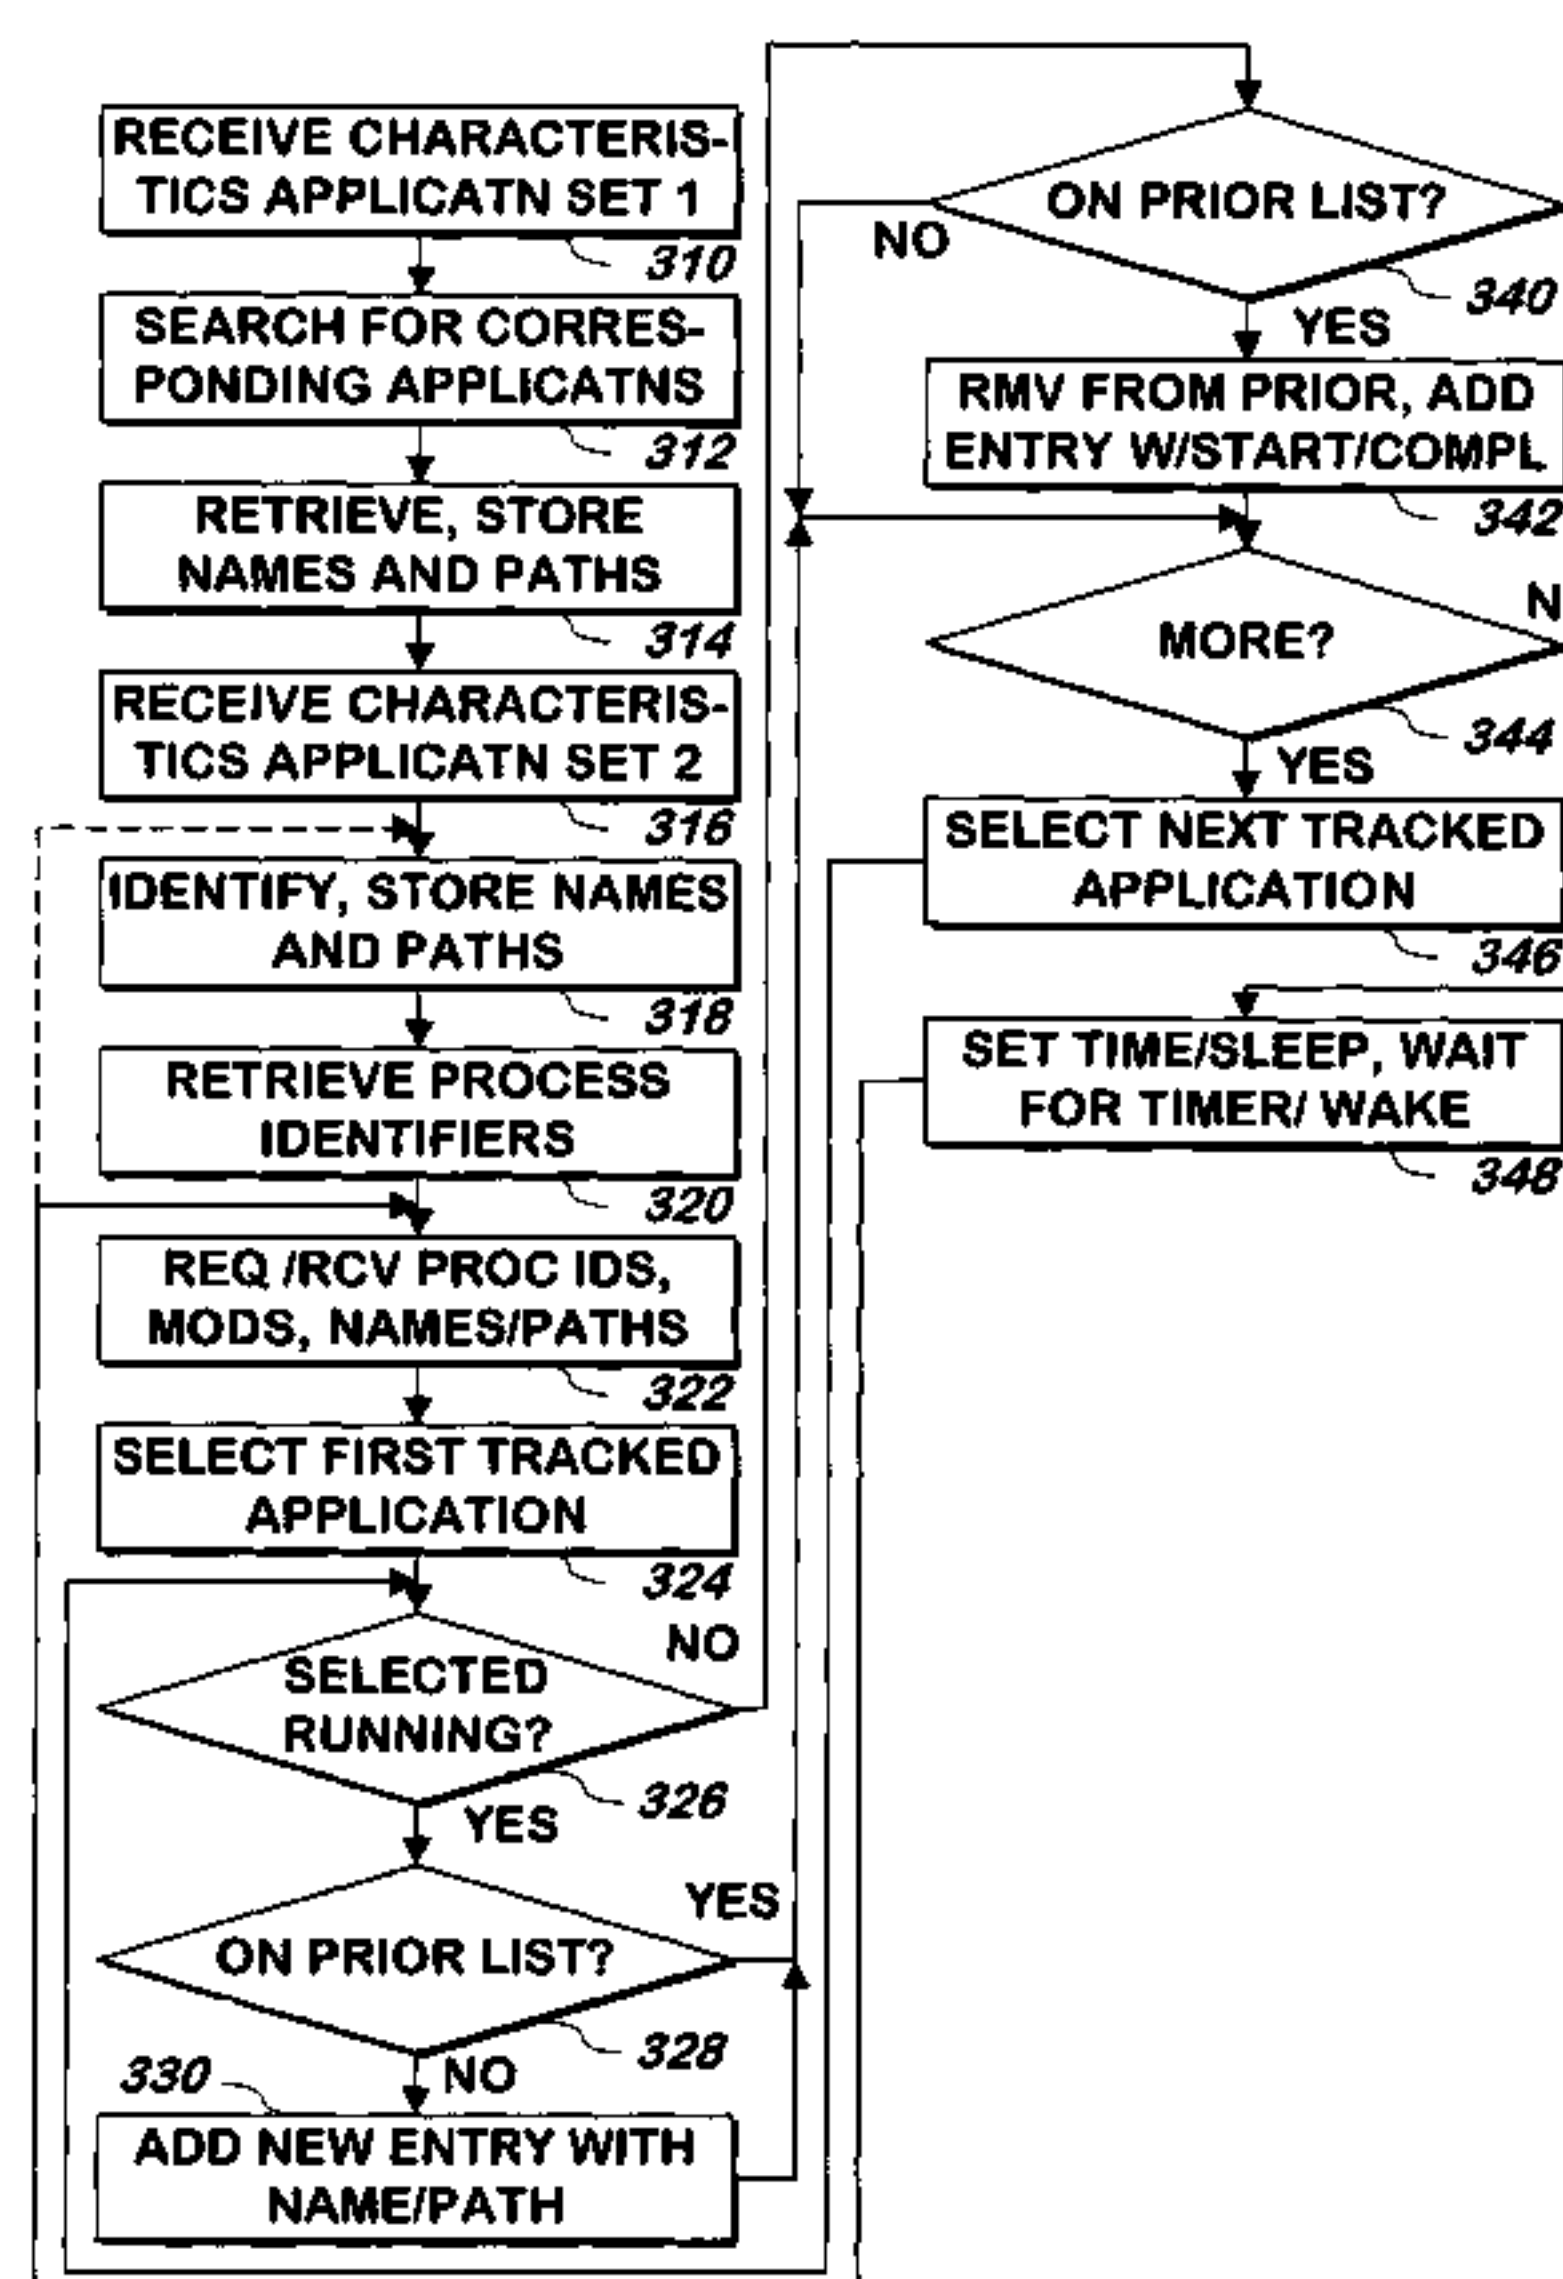 RECEIVE CHARACTERIS-
TICS APPLICATN SET 1
310
SEARCH FOR CORRES-
PONDING APPLICATNS
312
RETRIEVE, STORE
NAMES AND PATHS
314
RECEIVE CHARACTERIS-
TICS APPLICATN SET 2
316
IDENTIFY, STORE NAMES
AND PATHS
318
RETRIEVE PROCESS
IDENTIFIERS
320
REQ /RCV PROC IDS,
MODS, NAMES/PATHS
322
SELECT FIRST TRACKED
APPLICATION
324
SELECTED
RUNNING?
NO
326
YES
ON PRIOR LIST?
YES
328
NO
330
ADD NEW ENTRY WITH
NAME/PATH
ON PRIOR LIST?
NO
340
YES
RMV FROM PRIOR, ADD
ENTRY W/START/COMPL
342
MORE?
N
344
YES
SELECT NEXT TRACKED
APPLICATION
346
SET TIME/SLEEP, WAIT
FOR TIMER/ WAKE
348